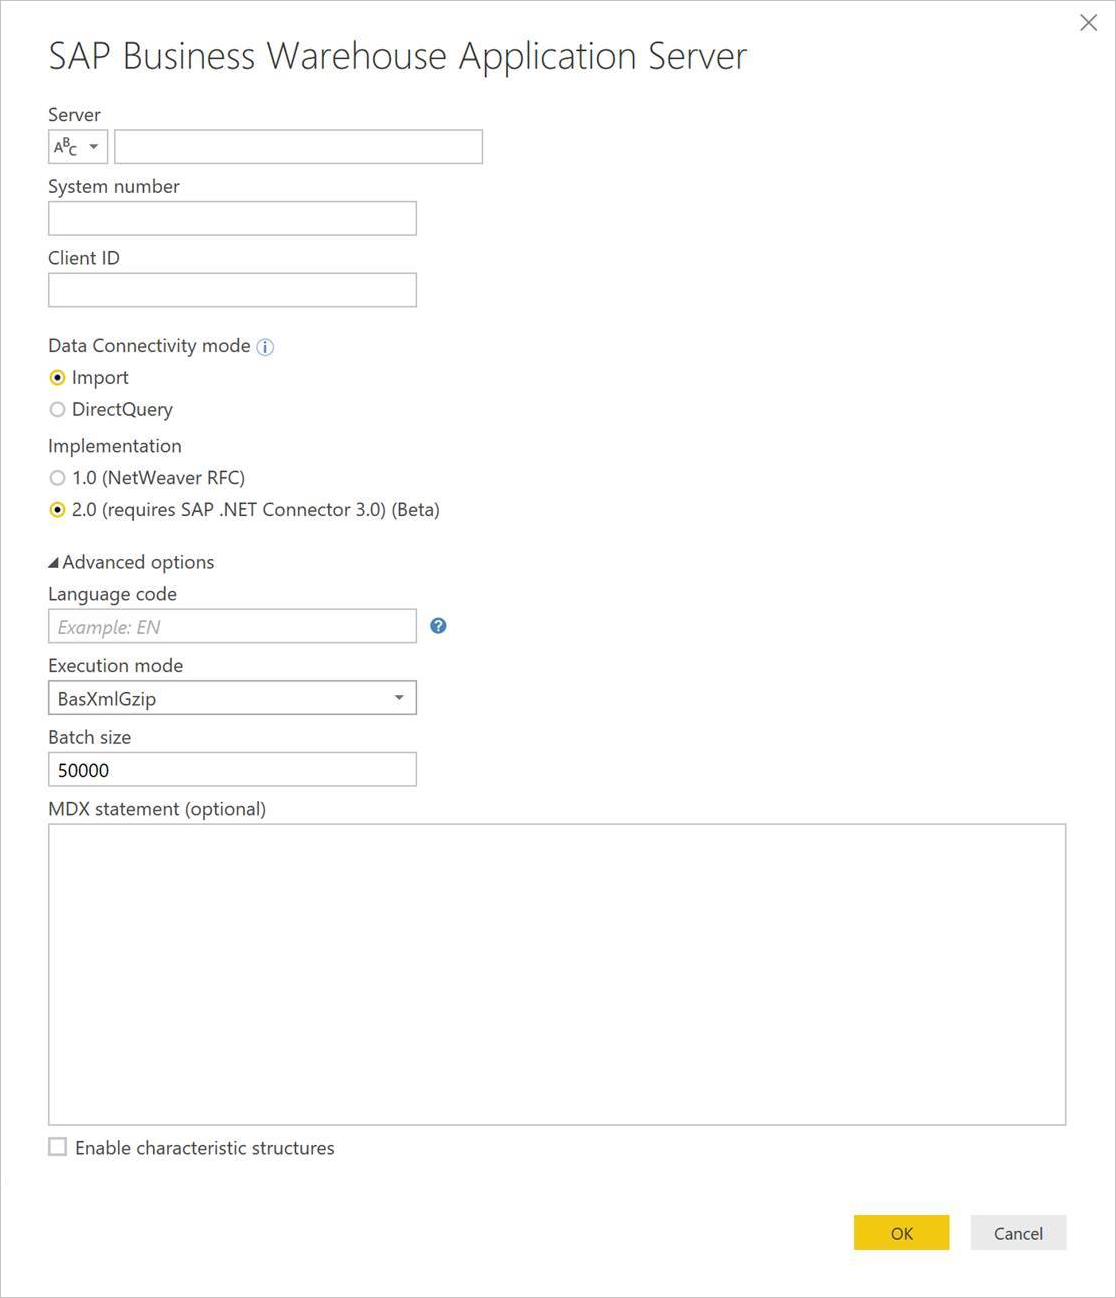 SAP Business Warehouse Application Server
Server
ABC
System number
Client ID
Data Connectivity mode
Import
DirectQuery
Implementation
1.0 (NetWeaver RFC)
2.0 (requires SAP .NET Connector 3.0) (Beta)
Advanced options
Language code
Example: EN
Execution mode
BasXmlGzip
Batch size
50000
MDX statement (optional)
Enable characteristic structures
OK Cancel